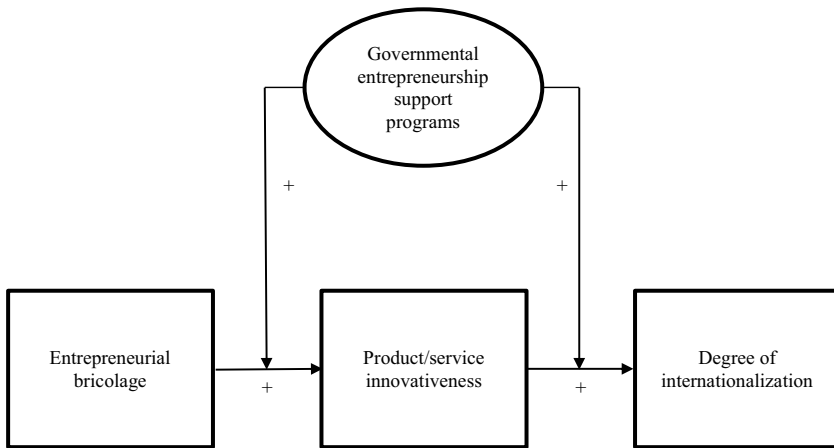 Governmental
entrepreneurship
support
programs
+
+
Entrepreneurial
bricolage
+
Product/service
innovativeness
+
Degree of
internationalization